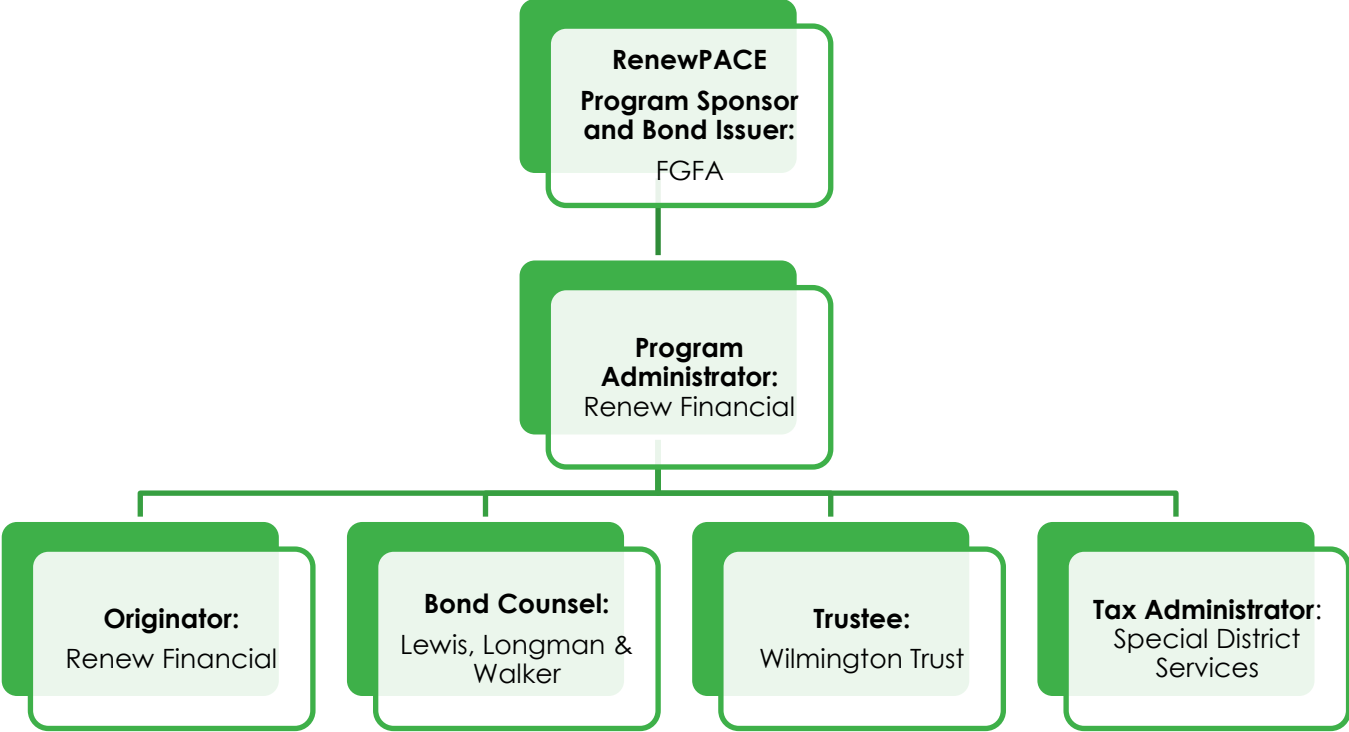 RenewPACE
Program Sponsor
and Bond Issuer:
FGFA
Program
Administrator:
Renew Financial
Originator:
Renew Financial
Bond Counsel:
Lewis, Longman &
Walker
Trustee:
Wilmington Trust
Tax Administrator:
Special District
Services